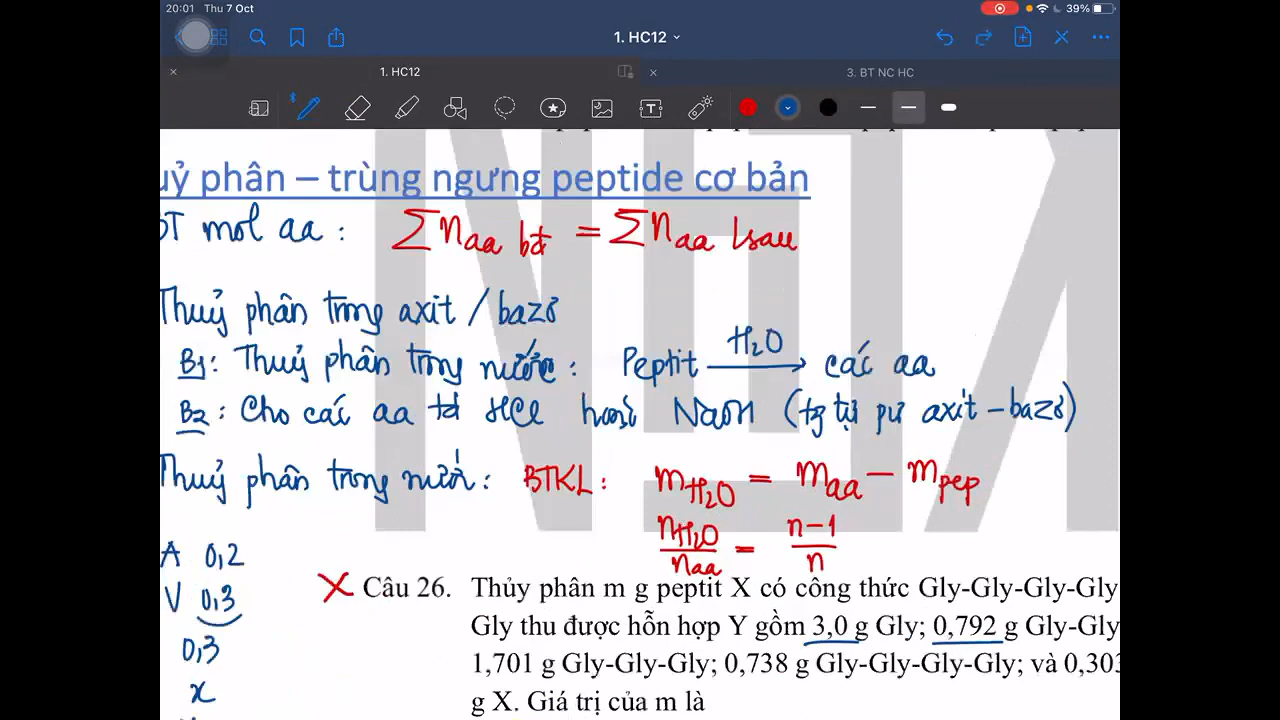 20:01 Thu 7 Oct
39%
1. HC12
1. HC12
3. BT NC HC
uỷ phân – trùng ngưng peptide cơ bản
BT mol aa : Σn aa bđ = Σn aa lsau
Thuỷ phân trong axit / bazơ
B1: Thuỷ phân trong nước : Peptit H2O → các aa
B2 : Cho các aa td HCl hoặc NaOH (tg tự pư axit – bazơ)
Thuỷ phân trong nước : BTKL : mH2O = maa – mpep
nH2O/naa = n-1/n
A 0,2
V 0,3
0,3
x
X Câu 26. Thủy phân m g peptit X có công thức Gly-Gly-Gly-Gly
Gly thu được hỗn hợp Y gồm 3,0 g Gly; 0,792 g Gly-Gly
1,701 g Gly-Gly-Gly; 0,738 g Gly-Gly-Gly-Gly; và 0,303
g X. Giá trị của m là